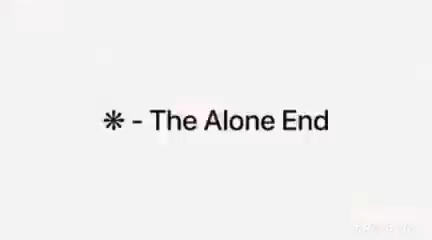 ❋ - The Alone End